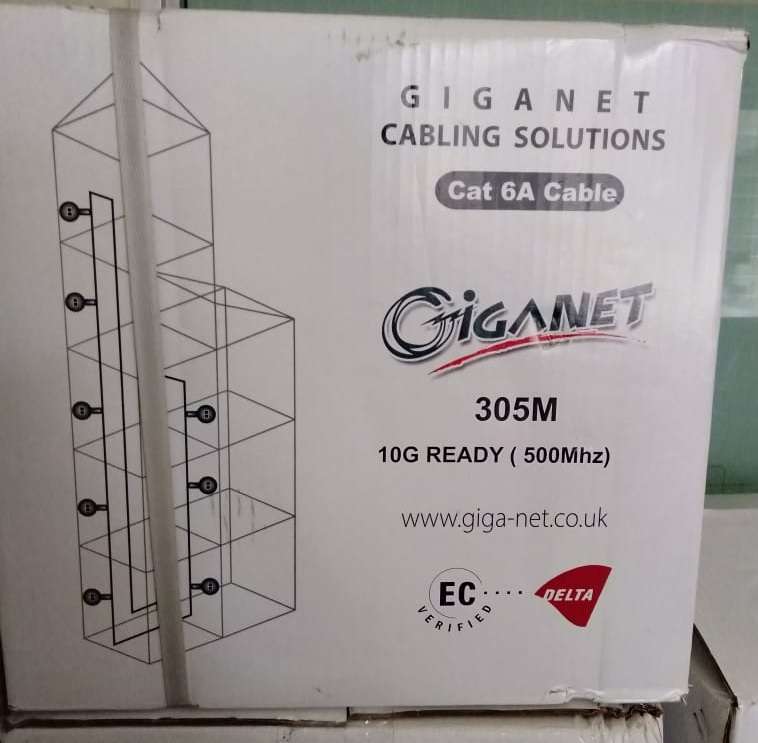 GIGANET
CABLING SOLUTIONS
Cat 6A Cable
GIGANET
305M
10G READY ( 500Mhz)
www.giga-net.co.uk
EC
VERIFIED
DELTA